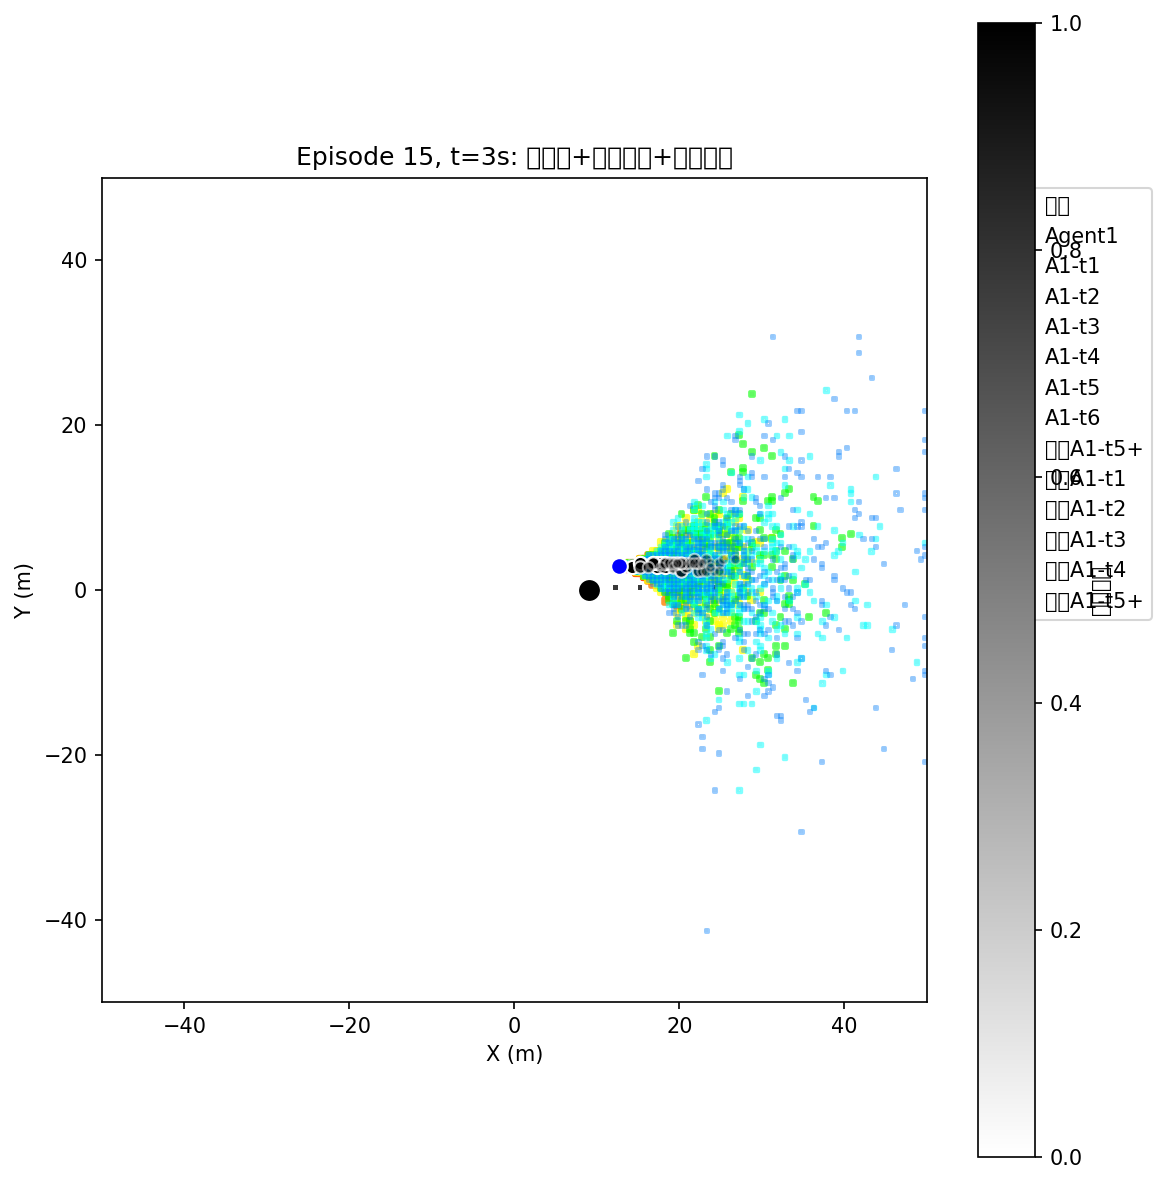 Episode 15, t=3s: □□□+□□□□+□□□□
40
20
0
−20
−40
Y (m)
−40
−20
0
20
40
X (m)
1.0
0.8
0.6
0.4
0.2
0.0
□□□
□□
Agent1
A1-t1
A1-t2
A1-t3
A1-t4
A1-t5
A1-t6
□□A1-t5+
□□A1-t1
□□A1-t2
□□A1-t3
□□A1-t4
□□A1-t5+